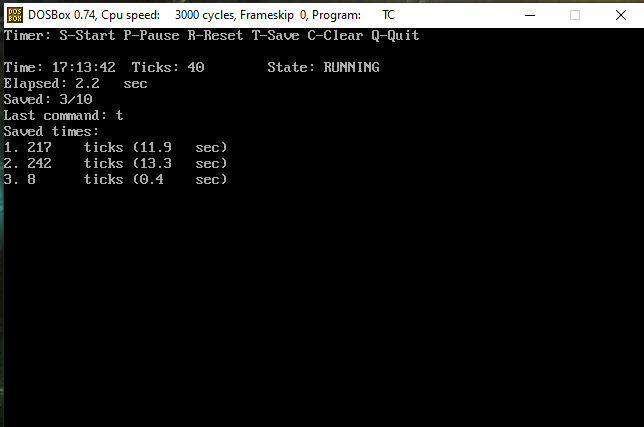 DOS
BOX
DOSBox 0.74, Cpu speed: 3000 cycles, Frameskip 0, Program: TC
Timer: S-Start P-Pause R-Reset T-Save C-Clear Q-Quit
Time: 17:13:42 Ticks: 40 State: RUNNING
Elapsed: 2.2 sec
Saved: 3/10
Last command: t
Saved times:
1. 217 ticks (11.9 sec)
2. 242 ticks (13.3 sec)
3. 8 ticks (0.4 sec)